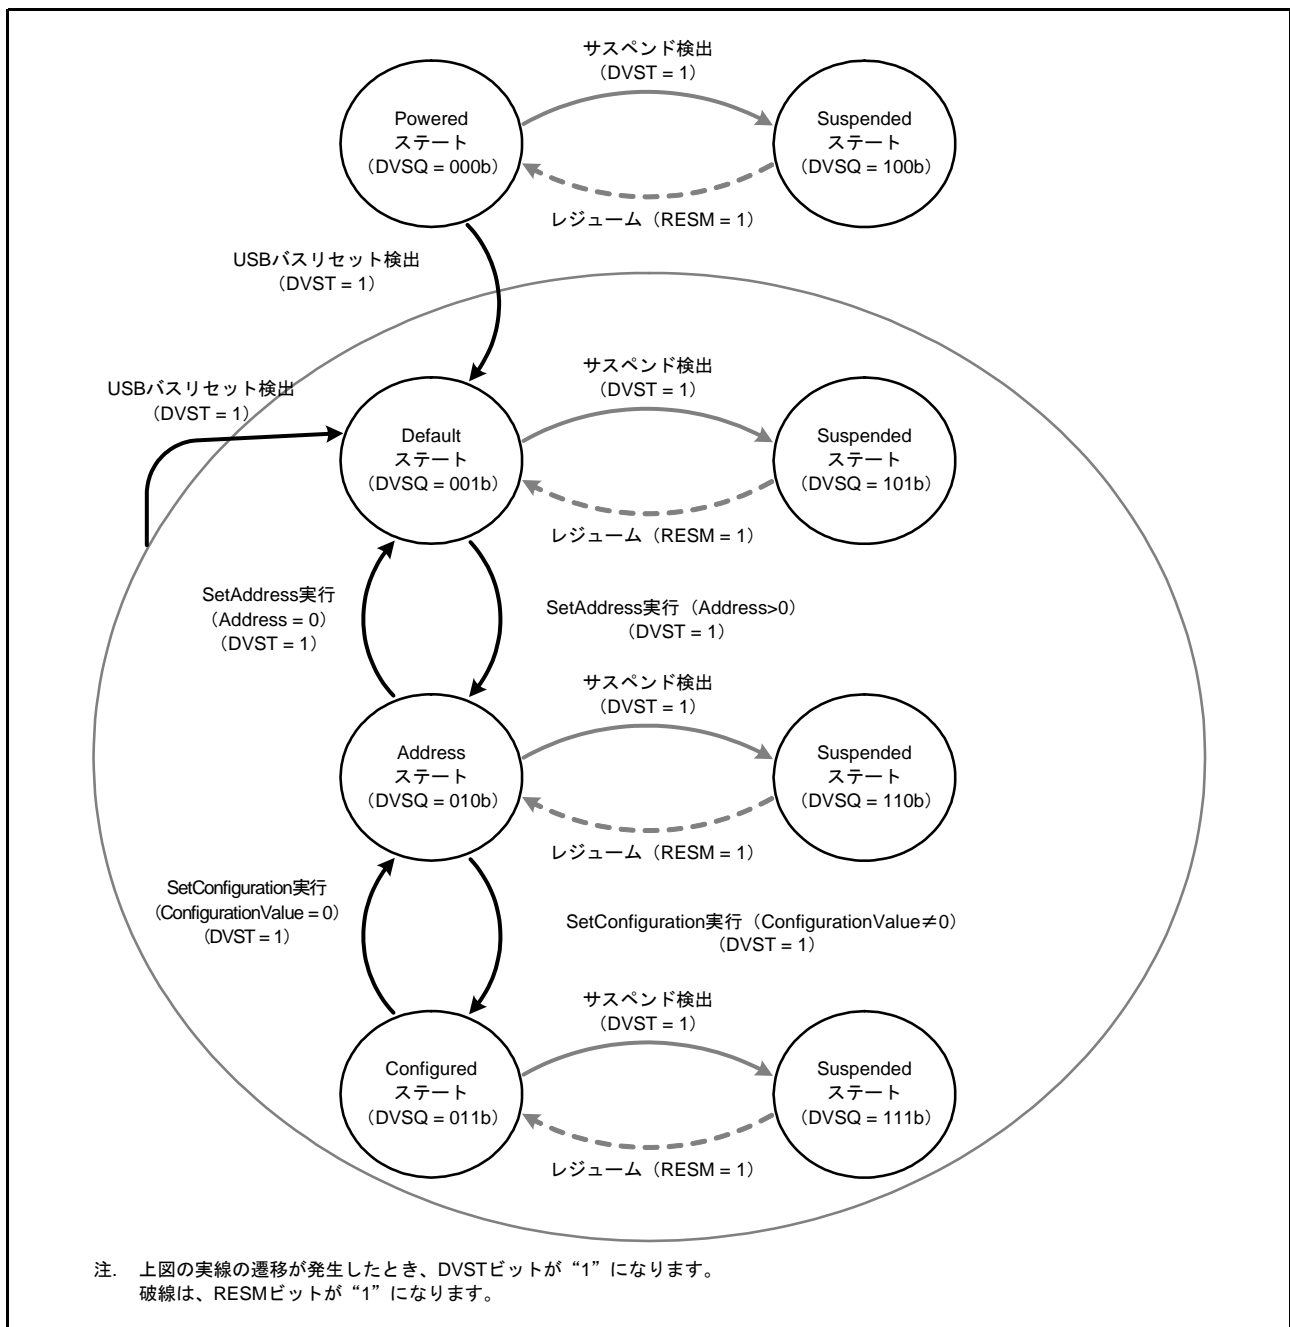 サスペンド検出
（DVST = 1）
Powered
ステート
（DVSQ = 000b）
Suspended
ステート
（DVSQ = 100b）
レジューム（RESM = 1）
USBバスリセット検出
（DVST = 1）
USBバスリセット検出
（DVST = 1）
サスペンド検出
（DVST = 1）
Default
ステート
（DVSQ = 001b）
Suspended
ステート
（DVSQ = 101b）
レジューム（RESM = 1）
SetAddress実行
（Address = 0）
（DVST = 1）
SetAddress実行（Address>0）
（DVST = 1）
サスペンド検出
（DVST = 1）
Address
ステート
（DVSQ = 010b）
Suspended
ステート
（DVSQ = 110b）
レジューム（RESM = 1）
SetConfiguration実行
（ConfigurationValue = 0）
（DVST = 1）
SetConfiguration実行（ConfigurationValue≠0）
（DVST = 1）
サスペンド検出
（DVST = 1）
Configured
ステート
（DVSQ = 011b）
Suspended
ステート
（DVSQ = 111b）
レジューム（RESM = 1）
注. 上図の実線の遷移が発生したとき、DVSTビットが“1”になります。
破線は、RESMビットが“1”になります。